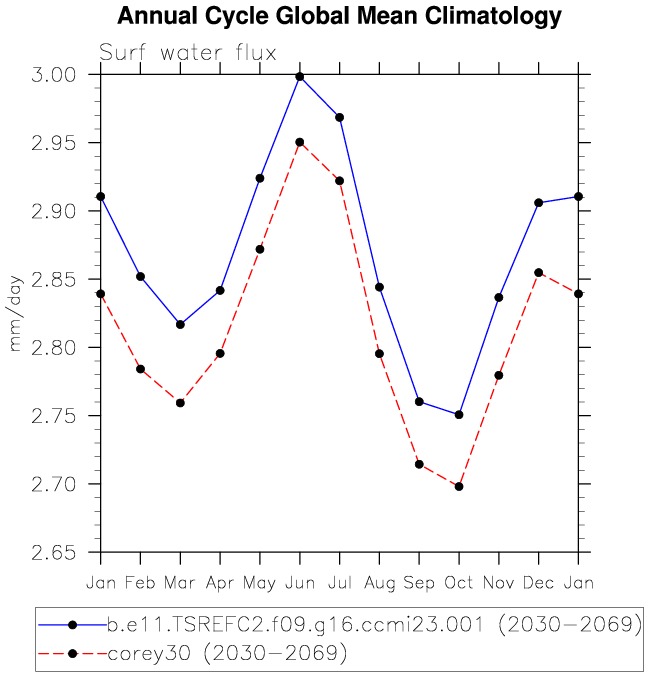 Annual Cycle Global Mean Climatology
Surf water flux
3.00
2.95
2.90
2.85
2.80
2.75
2.70
2.65
mm/day
Jan Feb Mar Apr May Jun Jul Aug Sep Oct Nov Dec Jan
b.e11.TSREFC2.f09.g16.ccmi23.001 (2030-2069)
corey30 (2030-2069)